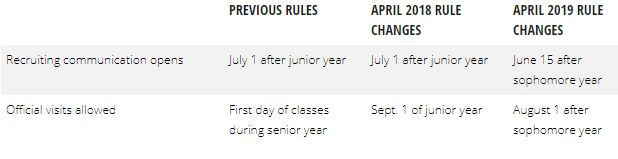 PREVIOUS RULES APRIL 2018 RULE APRIL 2019 RULE
CHANGES CHANGES
Recruiting communication opens July 1 after junior year July 1 after junior year June 15 after
sophomore year
Official visits allowed First day of classes Sept. 1 of junior year August 1 after
during senior year sophomore year